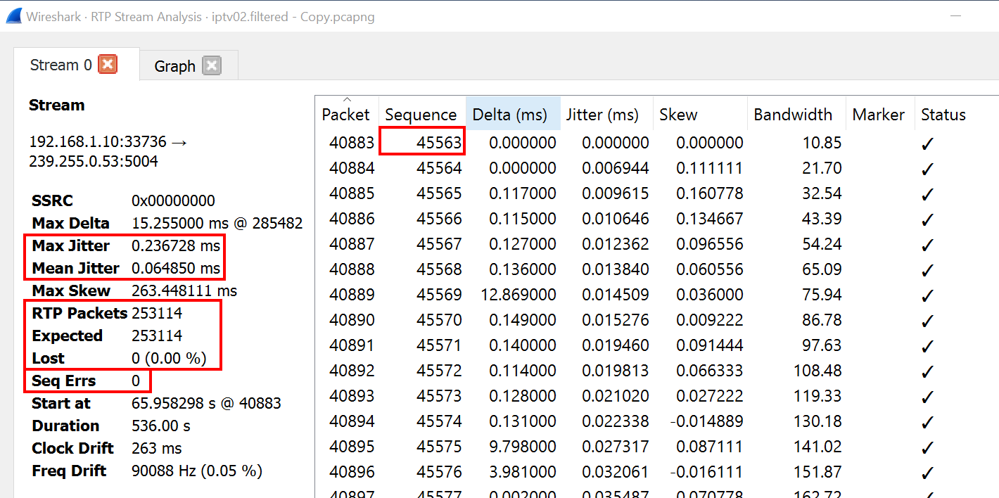 Wireshark · RTP Stream Analysis · iptv02.filtered - Copy.pcapng
Stream 0 Graph
Stream
192.168.1.10:33736 →
239.255.0.53:5004
SSRC 0x00000000
Max Delta 15.255000 ms @ 285482
Max Jitter 0.236728 ms
Mean Jitter 0.064850 ms
Max Skew 263.448111 ms
RTP Packets 253114
Expected 253114
Lost 0 (0.00 %)
Seq Errs 0
Start at 65.958298 s @ 40883
Duration 536.00 s
Clock Drift 263 ms
Freq Drift 90088 Hz (0.05 %)
Packet Sequence Delta (ms) Jitter (ms) Skew Bandwidth Marker Status
40883 45563 0.000000 0.000000 0.000000 10.85 ✓
40884 45564 0.000000 0.006944 0.111111 21.70 ✓
40885 45565 0.117000 0.009615 0.160778 32.54 ✓
40886 45566 0.115000 0.010646 0.134667 43.39 ✓
40887 45567 0.127000 0.012362 0.096556 54.24 ✓
40888 45568 0.136000 0.013840 0.060556 65.09 ✓
40889 45569 12.869000 0.014509 0.036000 75.94 ✓
40890 45570 0.149000 0.015276 0.009222 86.78 ✓
40891 45571 0.140000 0.019460 0.091444 97.63 ✓
40892 45572 0.114000 0.019813 0.066333 108.48 ✓
40893 45573 0.128000 0.021020 0.027222 119.33 ✓
40894 45574 0.131000 0.022338 -0.014889 130.18 ✓
40895 45575 9.798000 0.027317 0.087111 141.02 ✓
40896 45576 3.981000 0.032061 -0.016111 151.87 ✓
40897 45577 0.002000 0.035487 0.070778 162.72 ✓